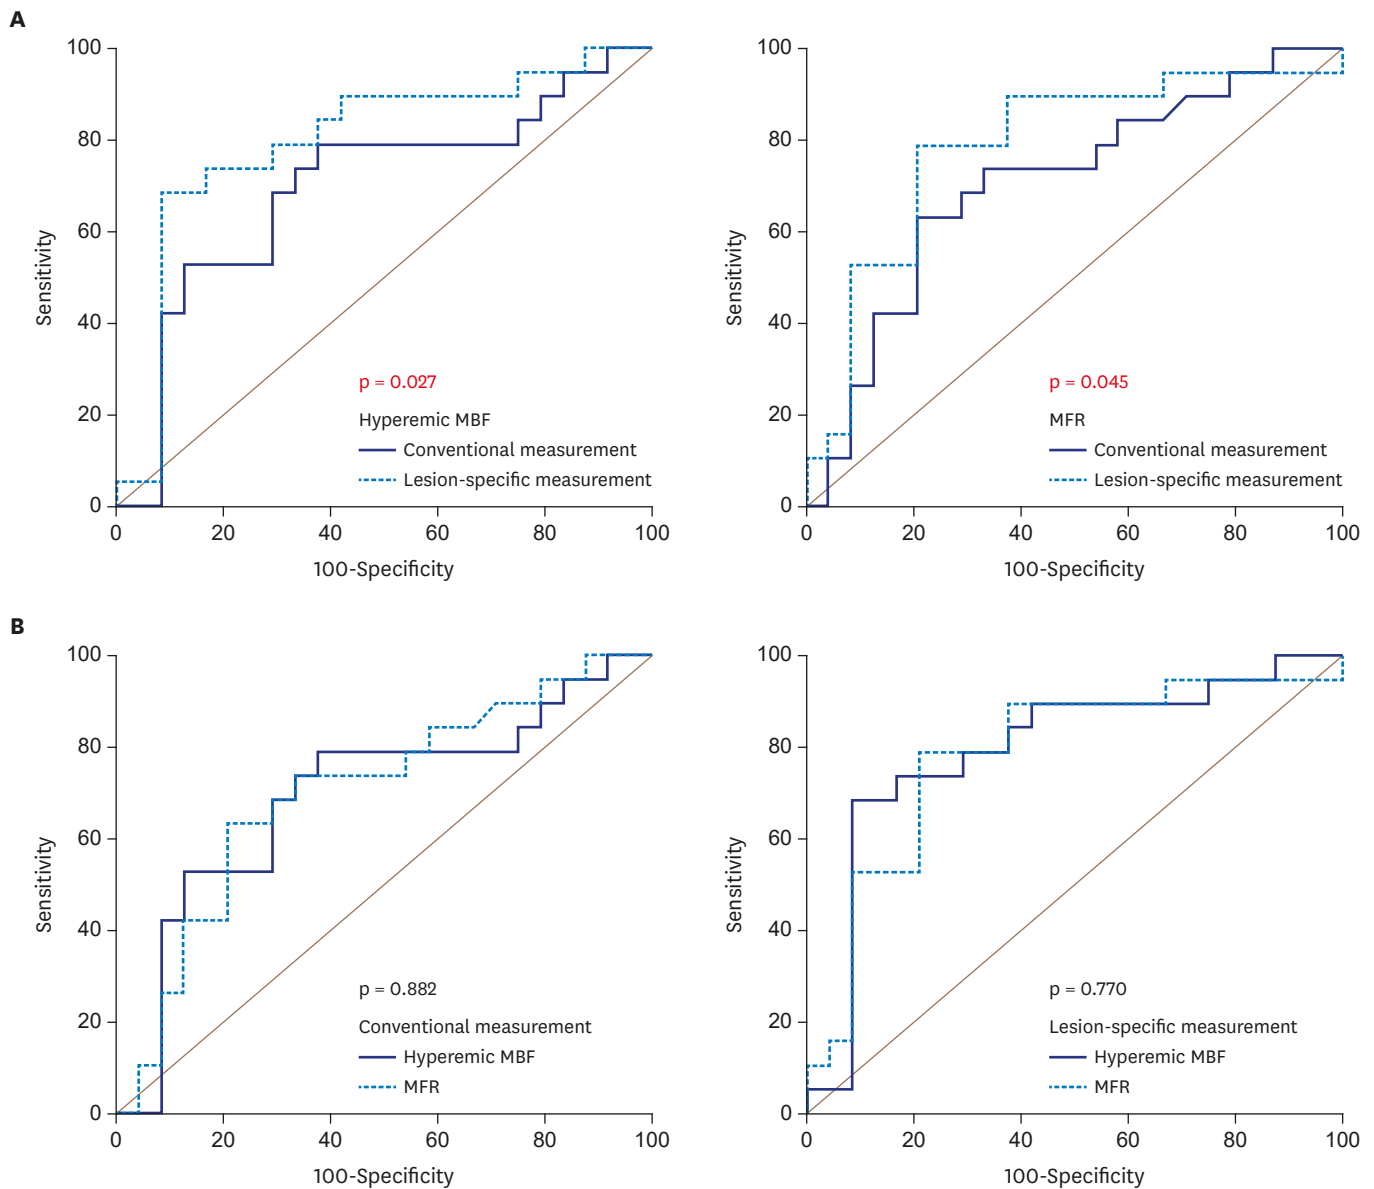 A
100
80
60
40
20
0
Sensitivity
p = 0.027
Hyperemic MBF
Conventional measurement
Lesion-specific measurement
0 20 40 60 80 100
100-Specificity
100
80
60
40
20
0
Sensitivity
p = 0.045
MFR
Conventional measurement
Lesion-specific measurement
0 20 40 60 80 100
100-Specificity
B
100
80
60
40
20
0
Sensitivity
p = 0.882
Conventional measurement
Hyperemic MBF
MFR
0 20 40 60 80 100
100-Specificity
100
80
60
40
20
0
Sensitivity
p = 0.770
Lesion-specific measurement
Hyperemic MBF
MFR
0 20 40 60 80 100
100-Specificity